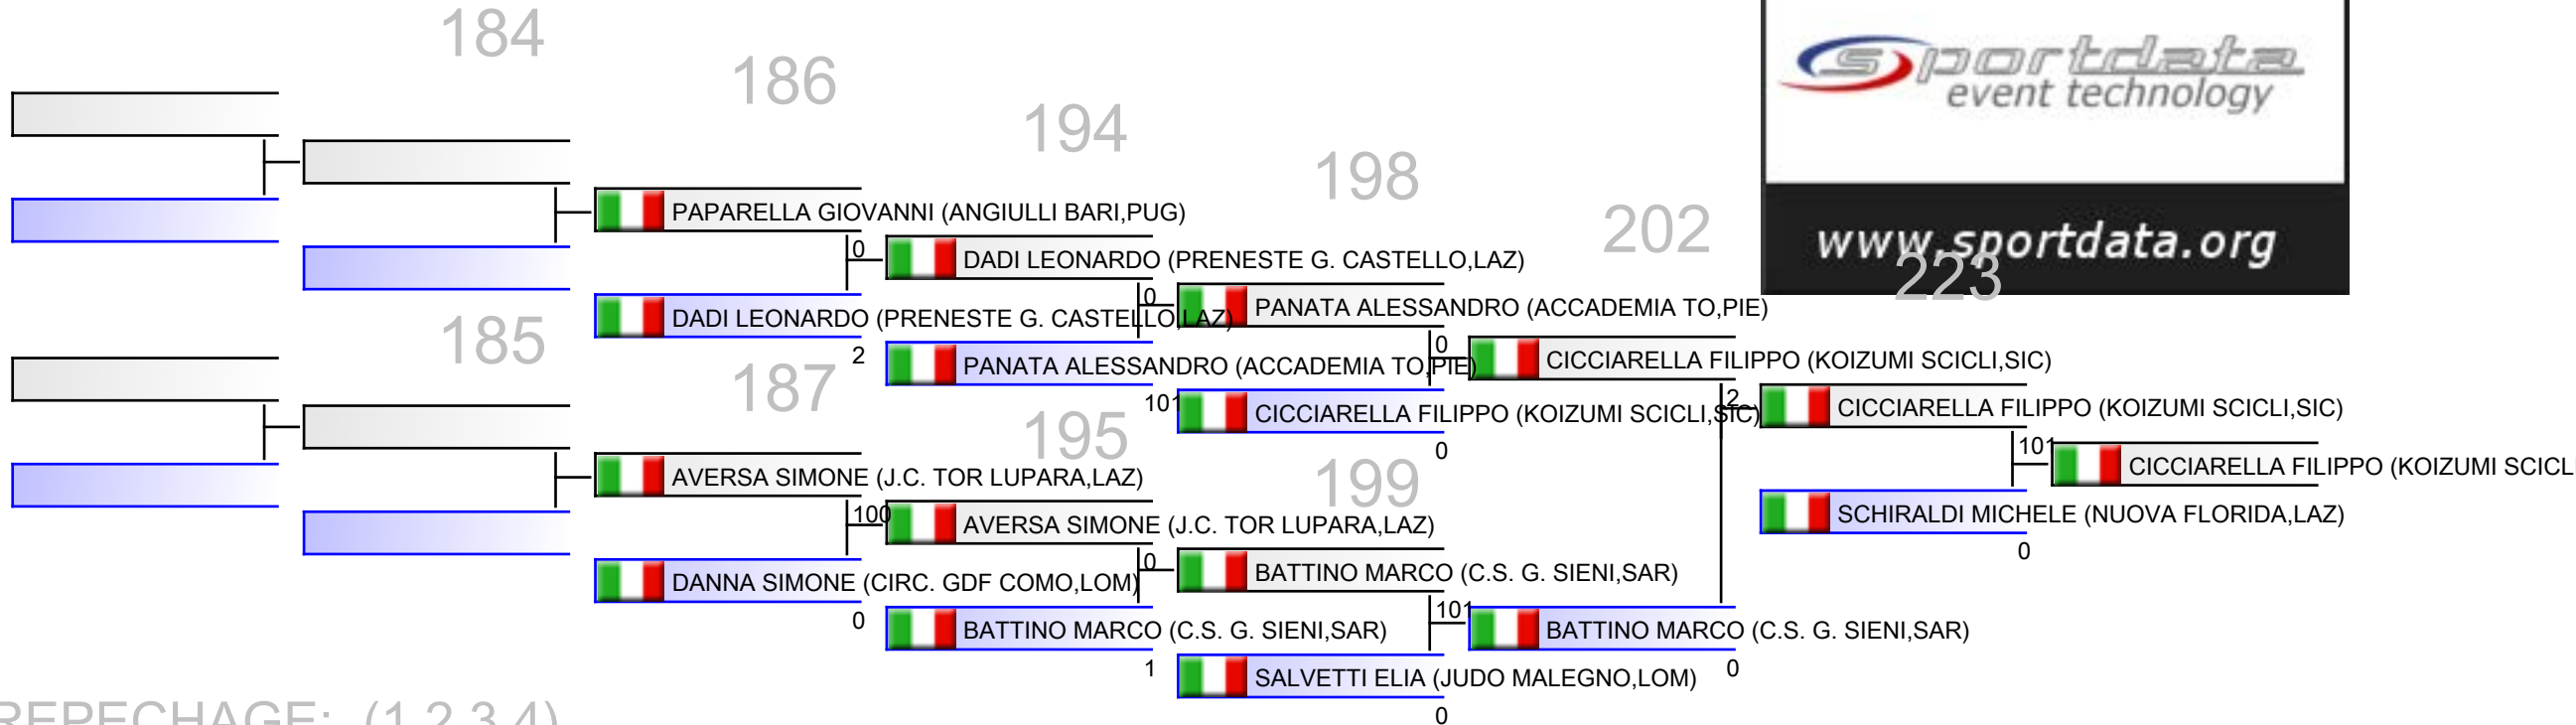 184
186
194
198
202
sportdata
event technology
www.sportdata.org
223
PAPARELLA GIOVANNI (ANGIULLI BARI,PUG)
0
DADI LEONARDO (PRENESTE G. CASTELLO,LAZ)
2
DADI LEONARDO (PRENESTE G. CASTELLO,LAZ)
0
PANATA ALESSANDRO (ACCADEMIA TO,PIE)
101
PANATA ALESSANDRO (ACCADEMIA TO,PIE)
0
CICCIARELLA FILIPPO (KOIZUMI SCICLI,SIC)
0
CICCIARELLA FILIPPO (KOIZUMI SCICLI,SIC)
2
CICCIARELLA FILIPPO (KOIZUMI SCICLI,SIC)
101
CICCIARELLA FILIPPO (KOIZUMI SCICL
SCHIRALDI MICHELE (NUOVA FLORIDA,LAZ)
0
185
187
195
199
AVERSA SIMONE (J.C. TOR LUPARA,LAZ)
100
DANNA SIMONE (CIRC. GDF COMO,LOM)
0
AVERSA SIMONE (J.C. TOR LUPARA,LAZ)
0
BATTINO MARCO (C.S. G. SIENI,SAR)
1
BATTINO MARCO (C.S. G. SIENI,SAR)
101
SALVETTI ELIA (JUDO MALEGNO,LOM)
0
BATTINO MARCO (C.S. G. SIENI,SAR)
0
REPECHAGE: (1,2,3,4)